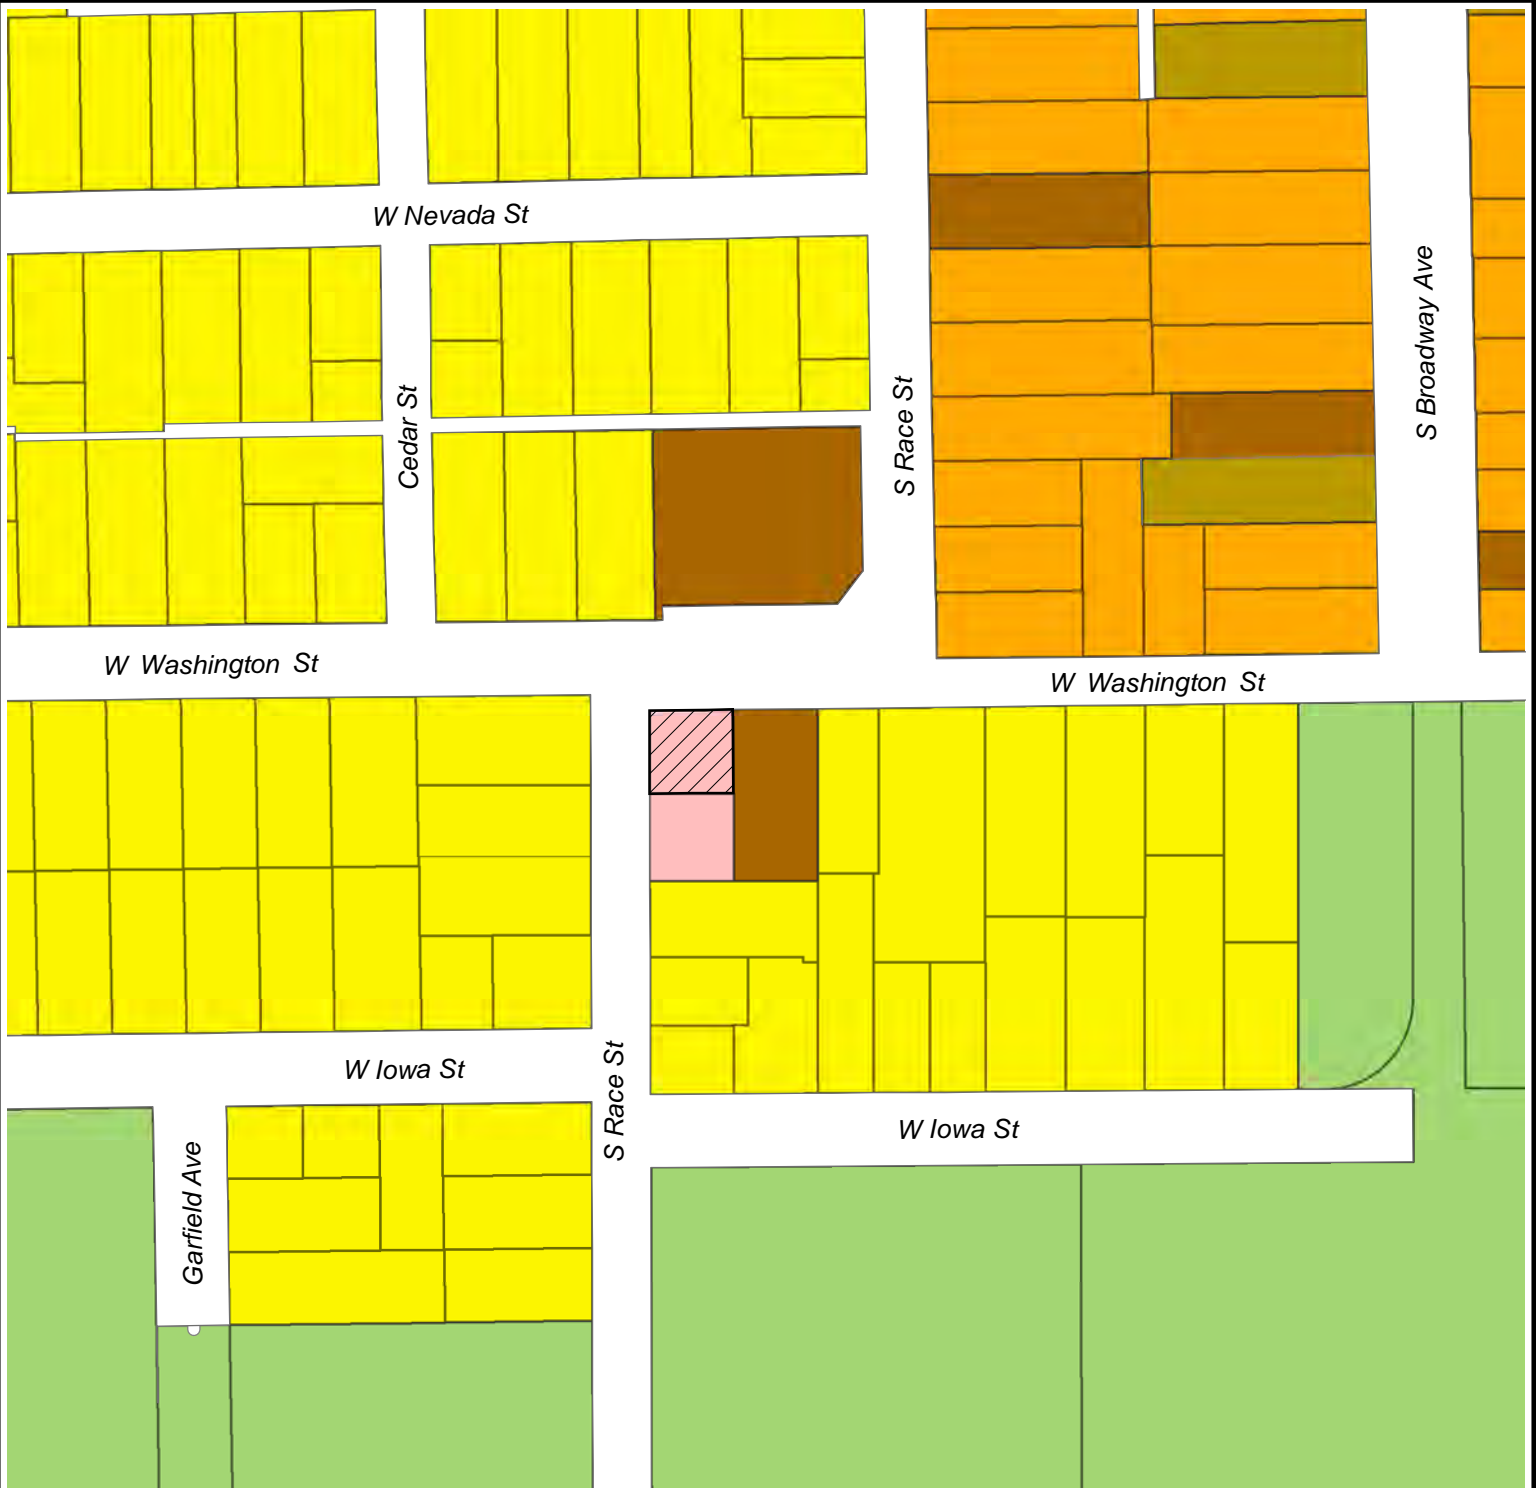 W Nevada St
S Broadway Ave
S Race St
Cedar St
W Washington St
W Washington St
S Race St
W Iowa St
W Iowa St
Garfield Ave